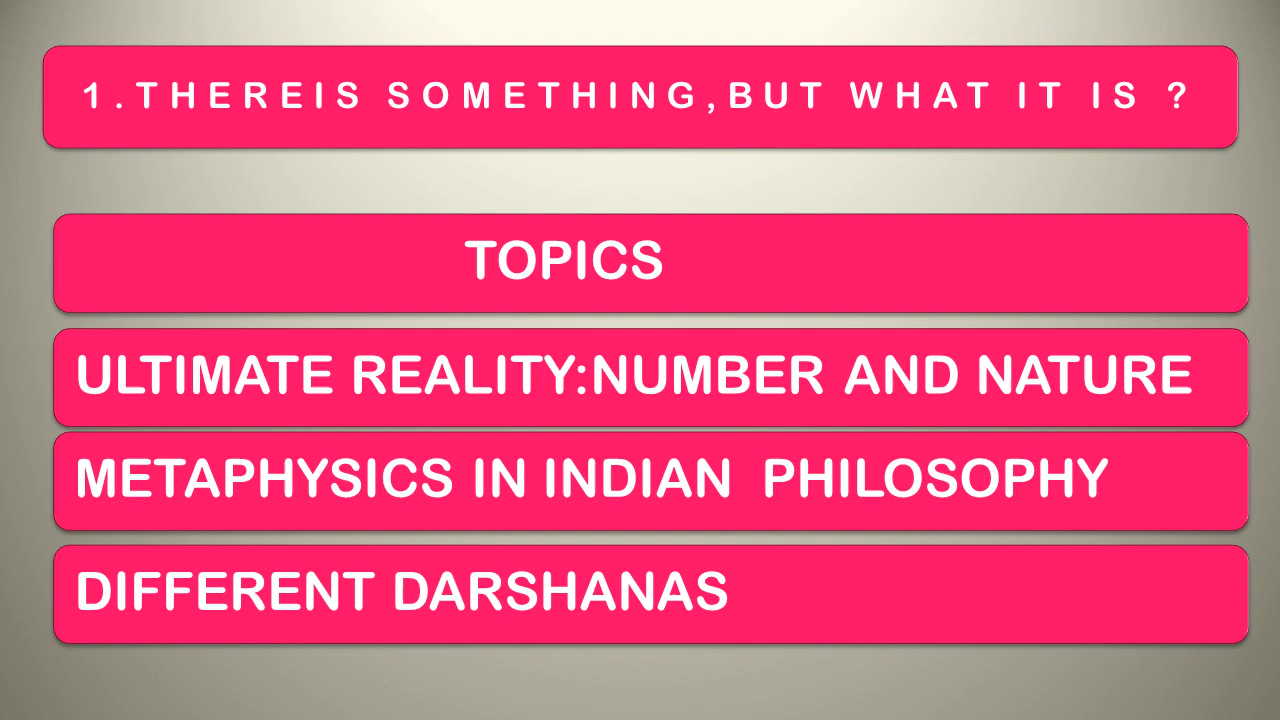 1.THEREIS SOMETHING,BUT WHAT IT IS ?
TOPICS
ULTIMATE REALITY:NUMBER AND NATURE
METAPHYSICS IN INDIAN PHILOSOPHY
DIFFERENT DARSHANAS